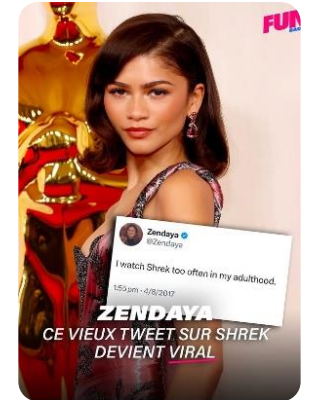 FUN
Zendaya
@Zendaya
I watch Shrek too often in my adulthood.
1:55 pm · 4/8/2017
ZENDAYA
CE VIEUX TWEET SUR SHREK
DEVIENT VIRAL